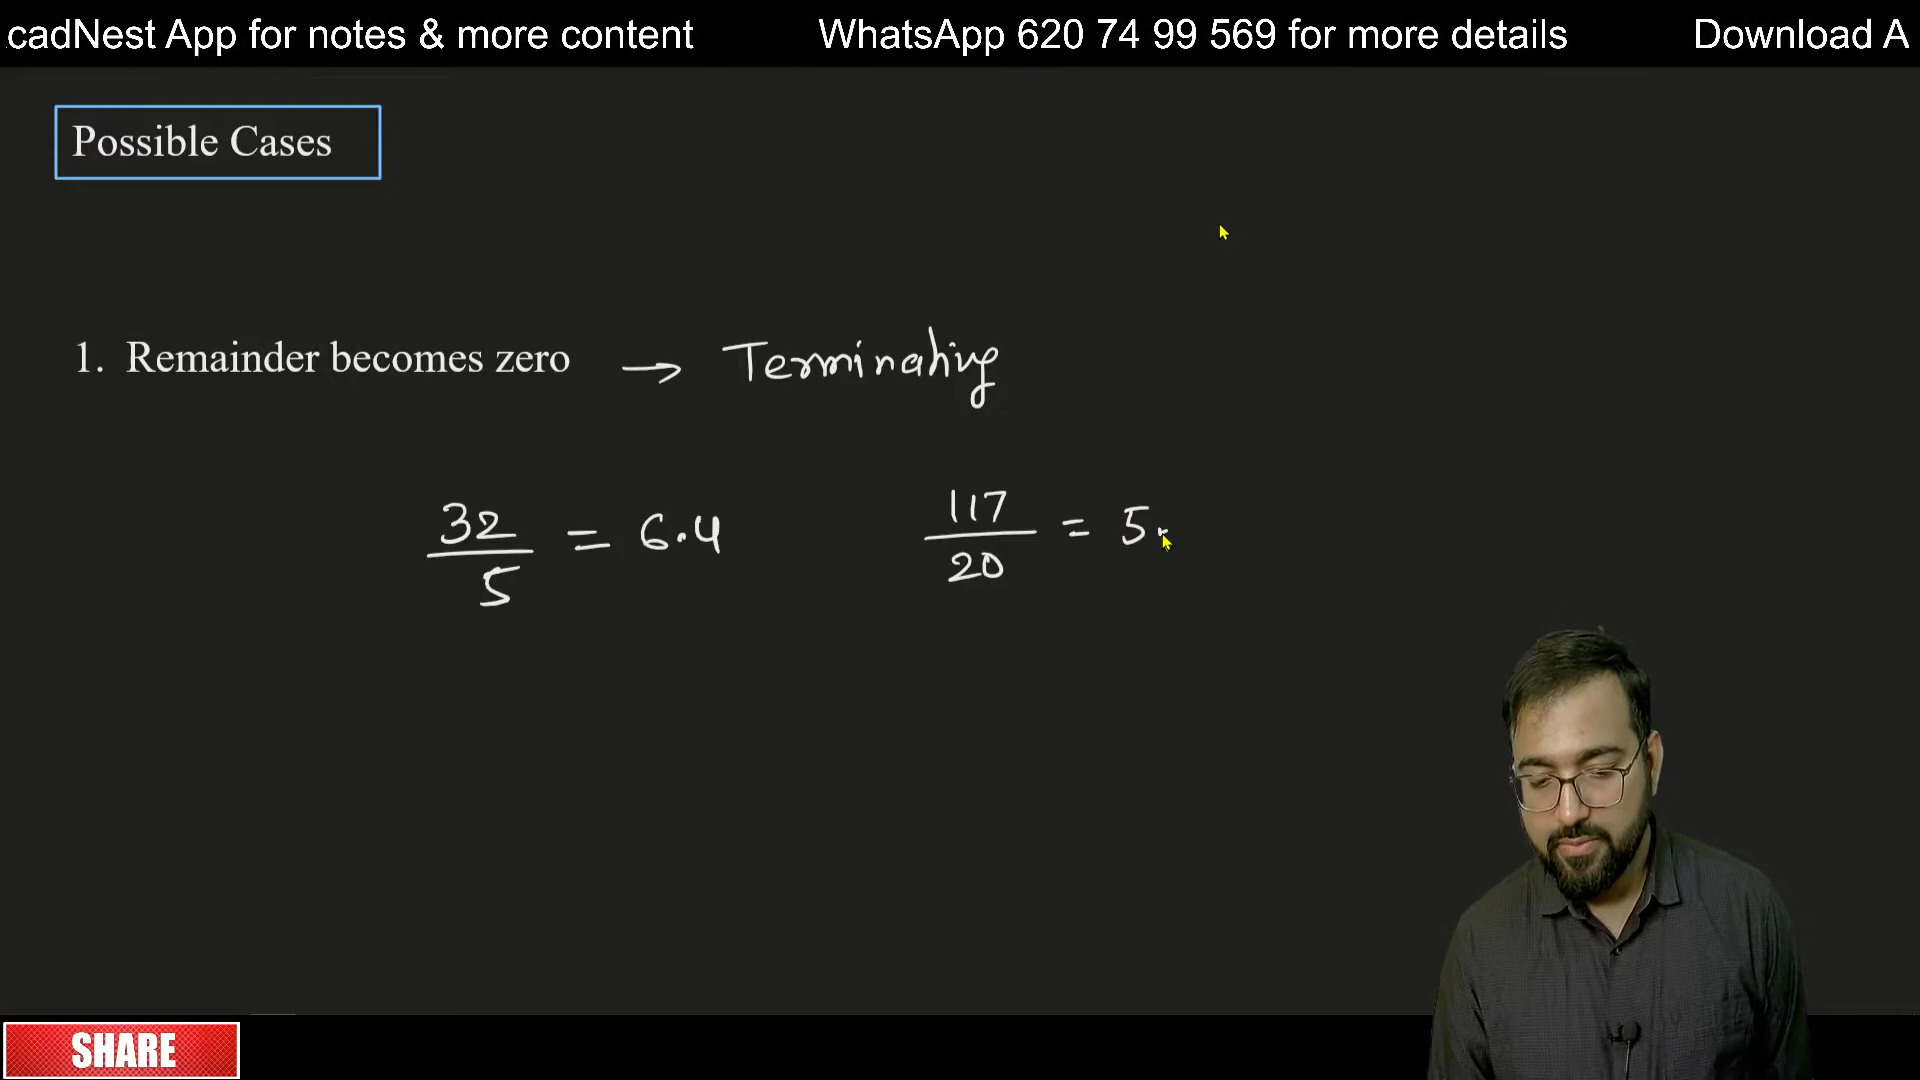 cadNest App for notes & more content WhatsApp 620 74 99 569 for more details Download A
Possible Cases
1. Remainder becomes zero → Terminating
32/5 = 6.4 117/20 = 5.
SHARE